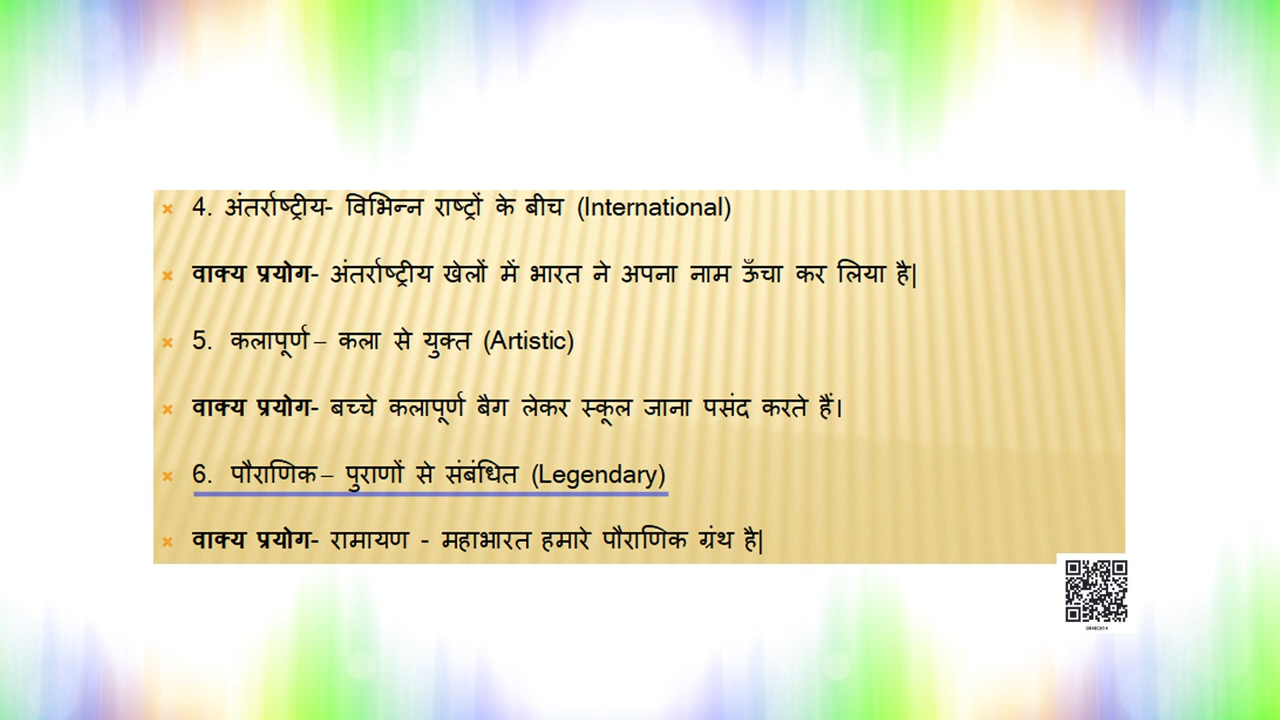 4. अंतर्राष्ट्रीय- विभिन्न राष्ट्रों के बीच (International)
वाक्य प्रयोग- अंतर्राष्ट्रीय खेलों में भारत ने अपना नाम ऊँचा कर लिया है|
5. कलापूर्ण – कला से युक्त (Artistic)
वाक्य प्रयोग- बच्चे कलापूर्ण बैग लेकर स्कूल जाना पसंद करते हैं।
6. पौराणिक – पुराणों से संबंधित (Legendary)
वाक्य प्रयोग- रामायण - महाभारत हमारे पौराणिक ग्रंथ है|